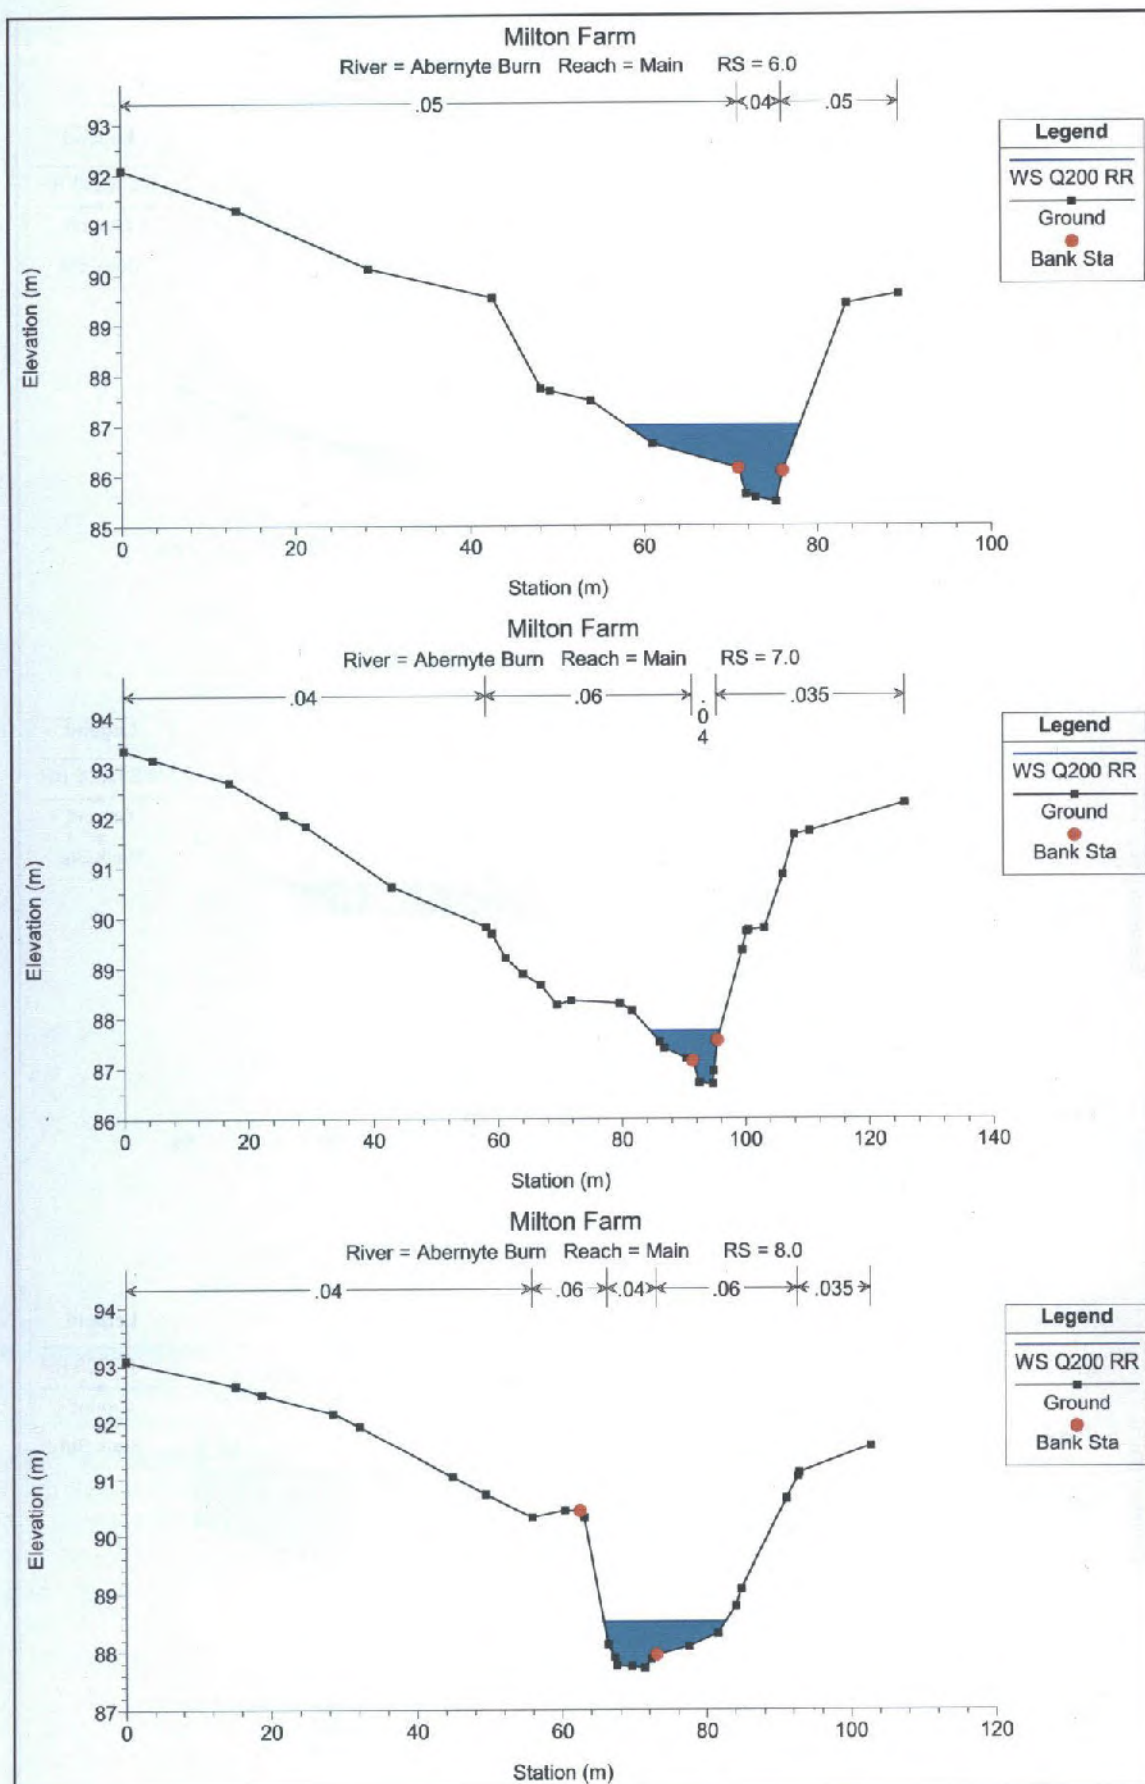 Milton Farm
River = Abernyte Burn Reach = Main RS = 6.0
.05 .04 .05
93
92
91
90
89
88
87
86
85
Elevation (m)
0 20 40 60 80 100
Station (m)
Legend
WS Q200 RR
Ground
Bank Sta
Milton Farm
River = Abernyte Burn Reach = Main RS = 7.0
.04 .06 .04 .035
94
93
92
91
90
89
88
87
86
Elevation (m)
0 20 40 60 80 100 120 140
Station (m)
Legend
WS Q200 RR
Ground
Bank Sta
Milton Farm
River = Abernyte Burn Reach = Main RS = 8.0
.04 .06 .04 .06 .035
94
93
92
91
90
89
88
87
Elevation (m)
0 20 40 60 80 100 120
Station (m)
Legend
WS Q200 RR
Ground
Bank Sta